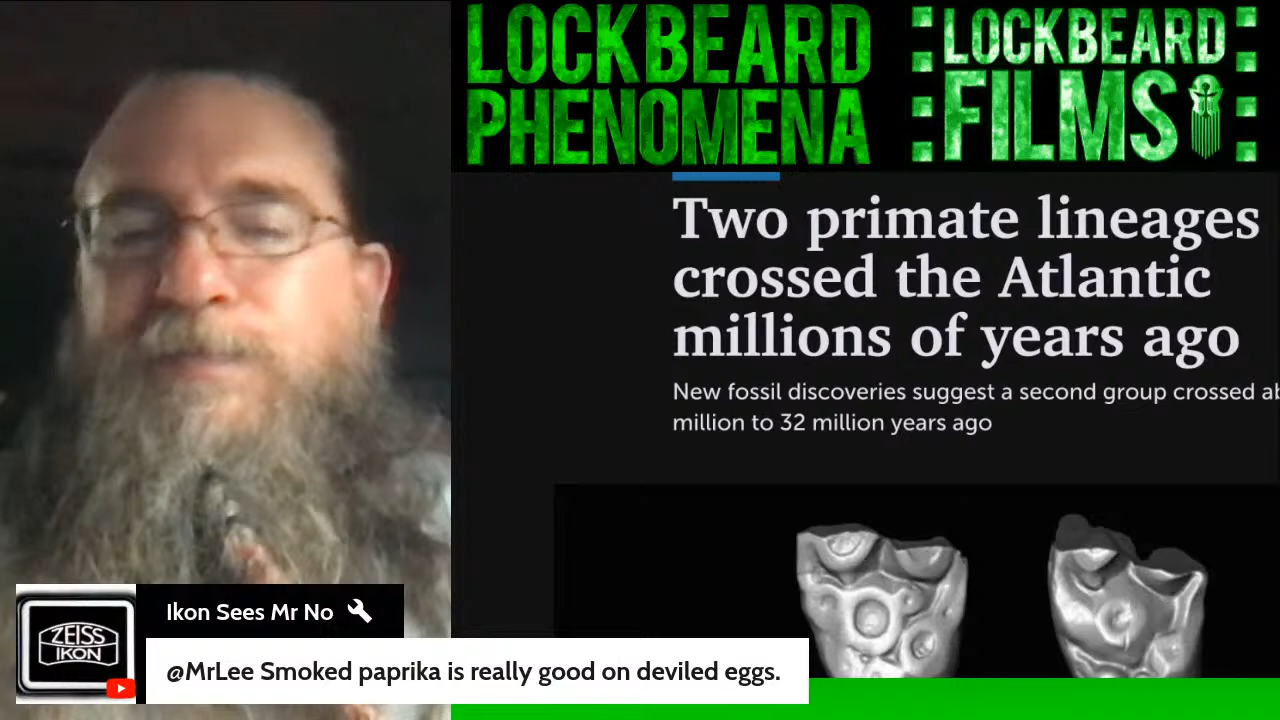 LOCKBEARD
PHENOMENA
LOCKBEARD
FILMS
Two primate lineages
crossed the Atlantic
millions of years ago
New fossil discoveries suggest a second group crossed
million to 32 million years ago
Ikon Sees Mr No
ZEISS
IKON
@MrLee Smoked paprika is really good on deviled eggs.